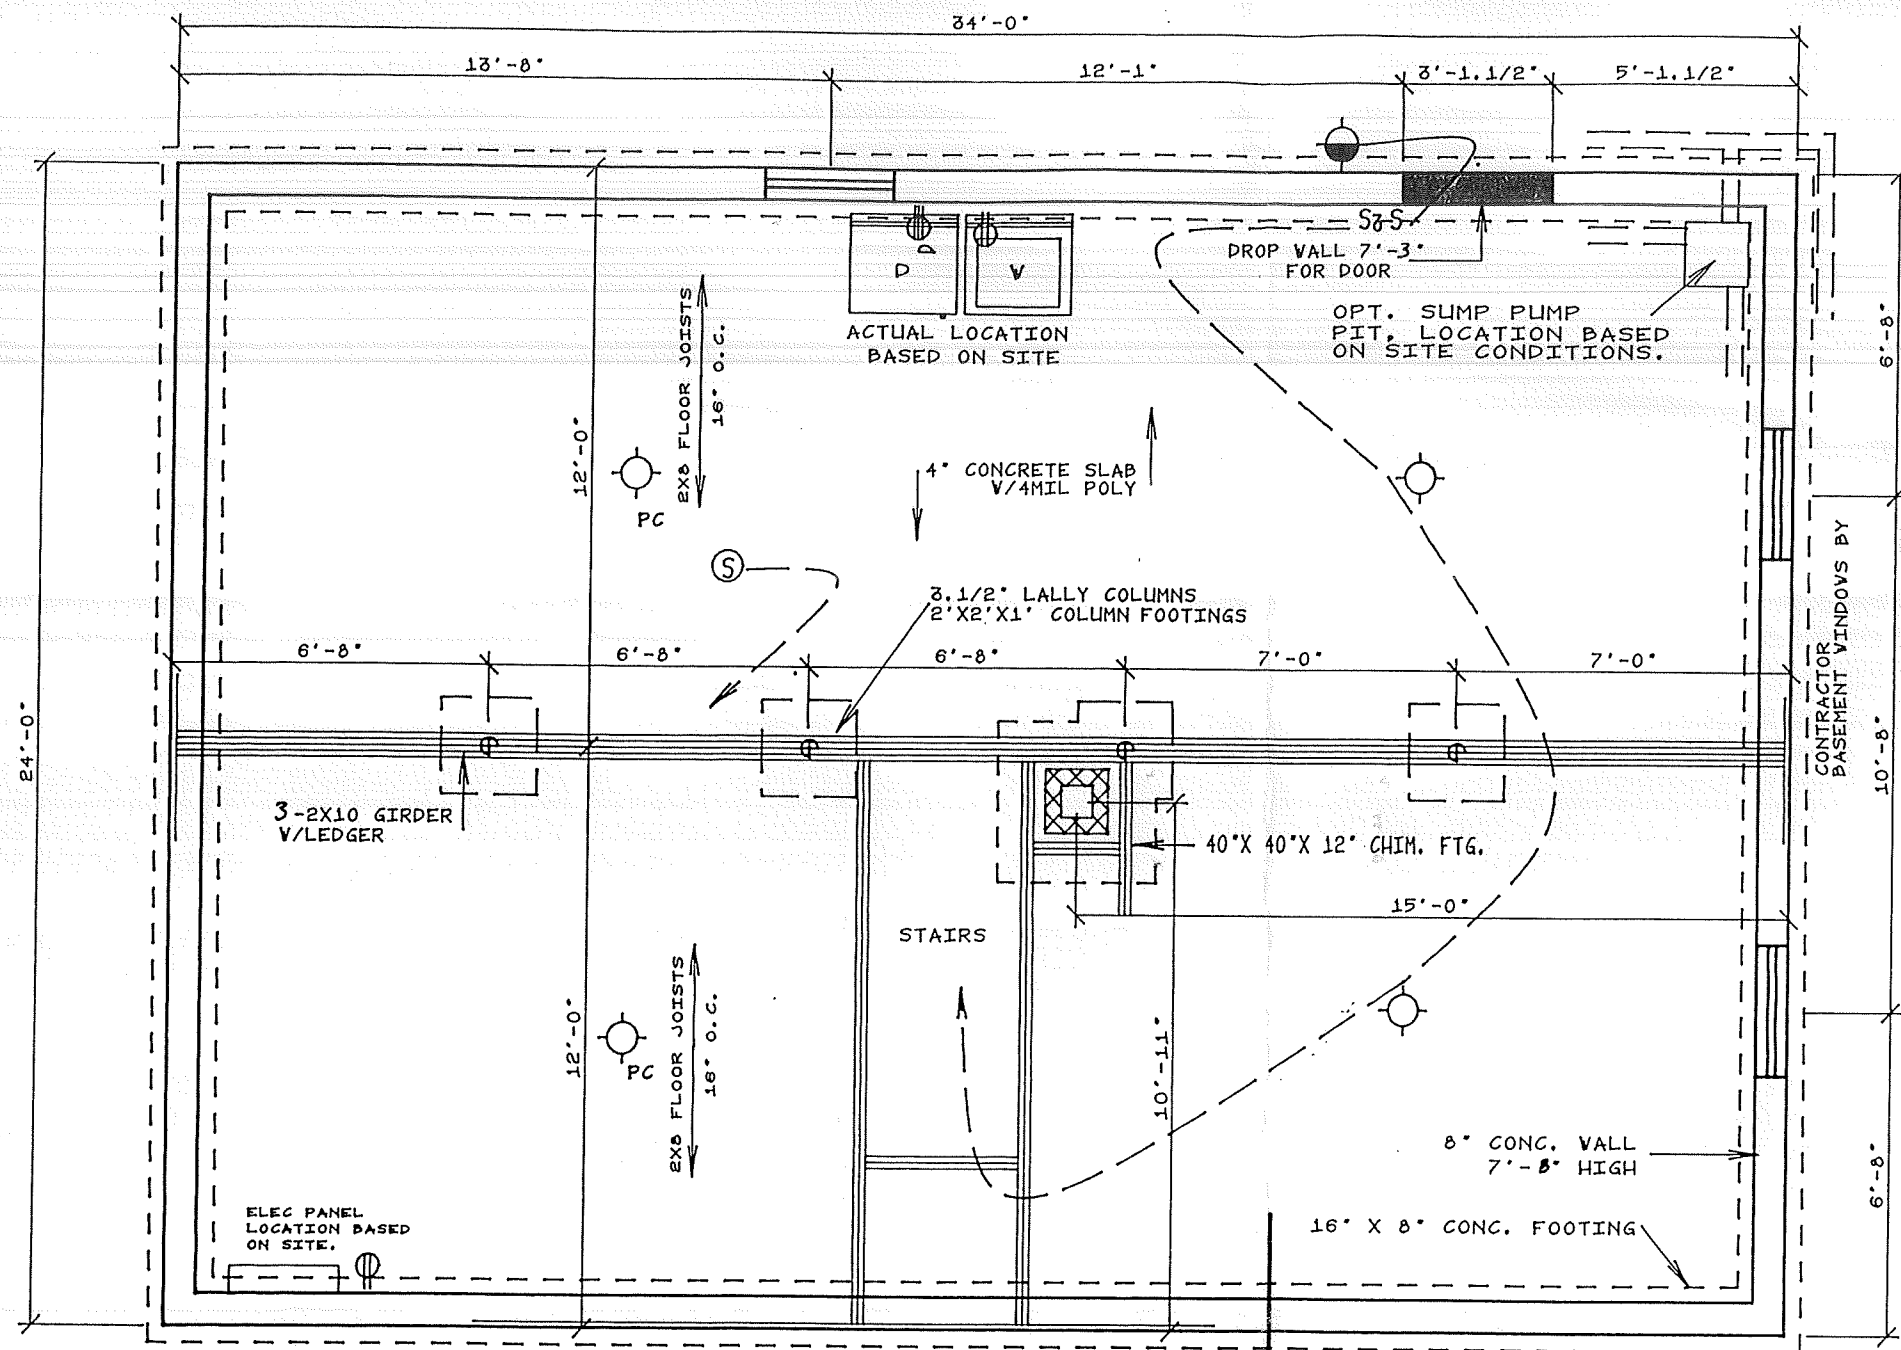 34'-0"
13'-8"
12'-1"
3'-1.1/2"
5'-1.1/2"
S3S
DROP WALL 7'-3"
FOR DOOR
D
W
ACTUAL LOCATION
BASED ON SITE
OPT. SUMP PUMP
PIT, LOCATION BASED
ON SITE CONDITIONS.
6'-8"
2X8 FLOOR JOISTS
16" O.C.
12'-0"
PC
4" CONCRETE SLAB
W/4MIL POLY
S
3.1/2" LALLY COLUMNS
2'X2'X1' COLUMN FOOTINGS
CONTRACTOR
BASEMENT WINDOWS BY
6'-8"
6'-8"
6'-8"
7'-0"
7'-0"
24'-0"
10'-8"
3-2X10 GIRDER
W/LEDGER
40"X 40"X 12" CHIM. FTG.
15'-0"
STAIRS
2X8 FLOOR JOISTS
16" O.C.
12'-0"
PC
10'-11"
8" CONC. WALL
7'-8" HIGH
6'-8"
ELEC PANEL
LOCATION BASED
ON SITE.
16" X 8" CONC. FOOTING